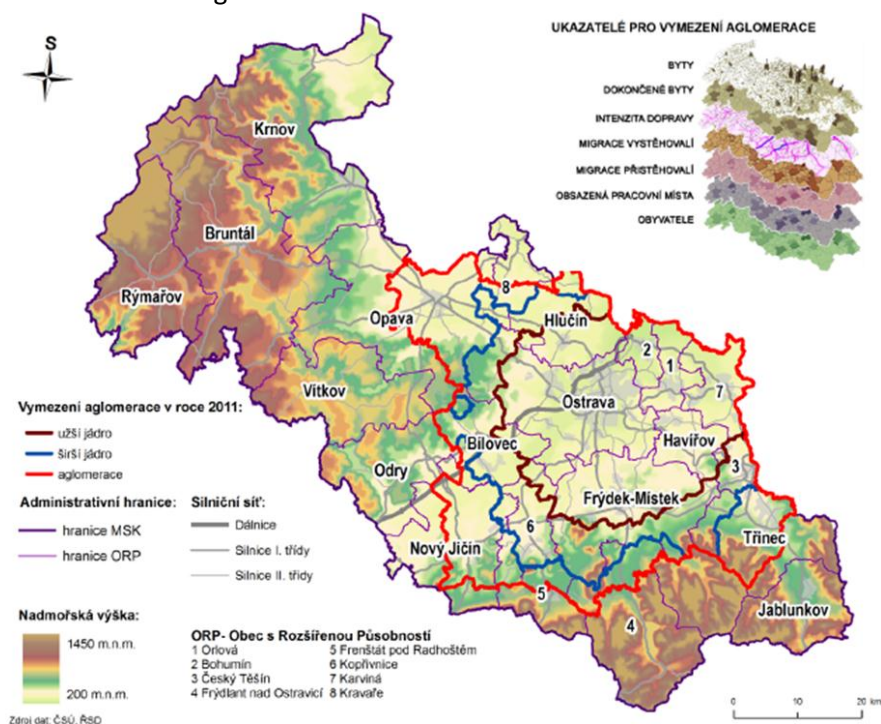 UKAZATELÉ PRO VYMEZENÍ AGLOMERACE
BYTY
DOKONČENÉ BYTY
INTENZITA DOPRAVY
MIGRACE VYSTĚHOVALÍ
MIGRACE PŘISTĚHOVALÍ
OBSAZENÁ PRACOVNÍ MÍSTA
OBYVATELE
S
Krnov
Bruntál
Rýmařov
8
Opava
Hlučín
2
1
7
Vítkov
Ostrava
Bílovec
Havířov
3
Odry
Frýdek-Místek
6
Nový Jičín
Třinec
5
4
Jablunkov
Vymezení aglomerace v roce 2011:
užší jádro
širší jádro
aglomerace
Administrativní hranice:
hranice MSK
hranice ORP
Silniční síť:
Dálnice
Silnice I. třídy
Silnice II. třídy
Nadmořská výška:
1450 m.n.m.
200 m.n.m.
ORP- Obec s Rozšířenou Působností
1 Orlová
2 Bohumín
3 Český Těšín
4 Frýdlant nad Ostravicí
5 Frenštát pod Radhoštěm
6 Kopřivnice
7 Karviná
8 Kravaře
0 10 20 km
Zdroj dat: ČSÚ, ŘSD